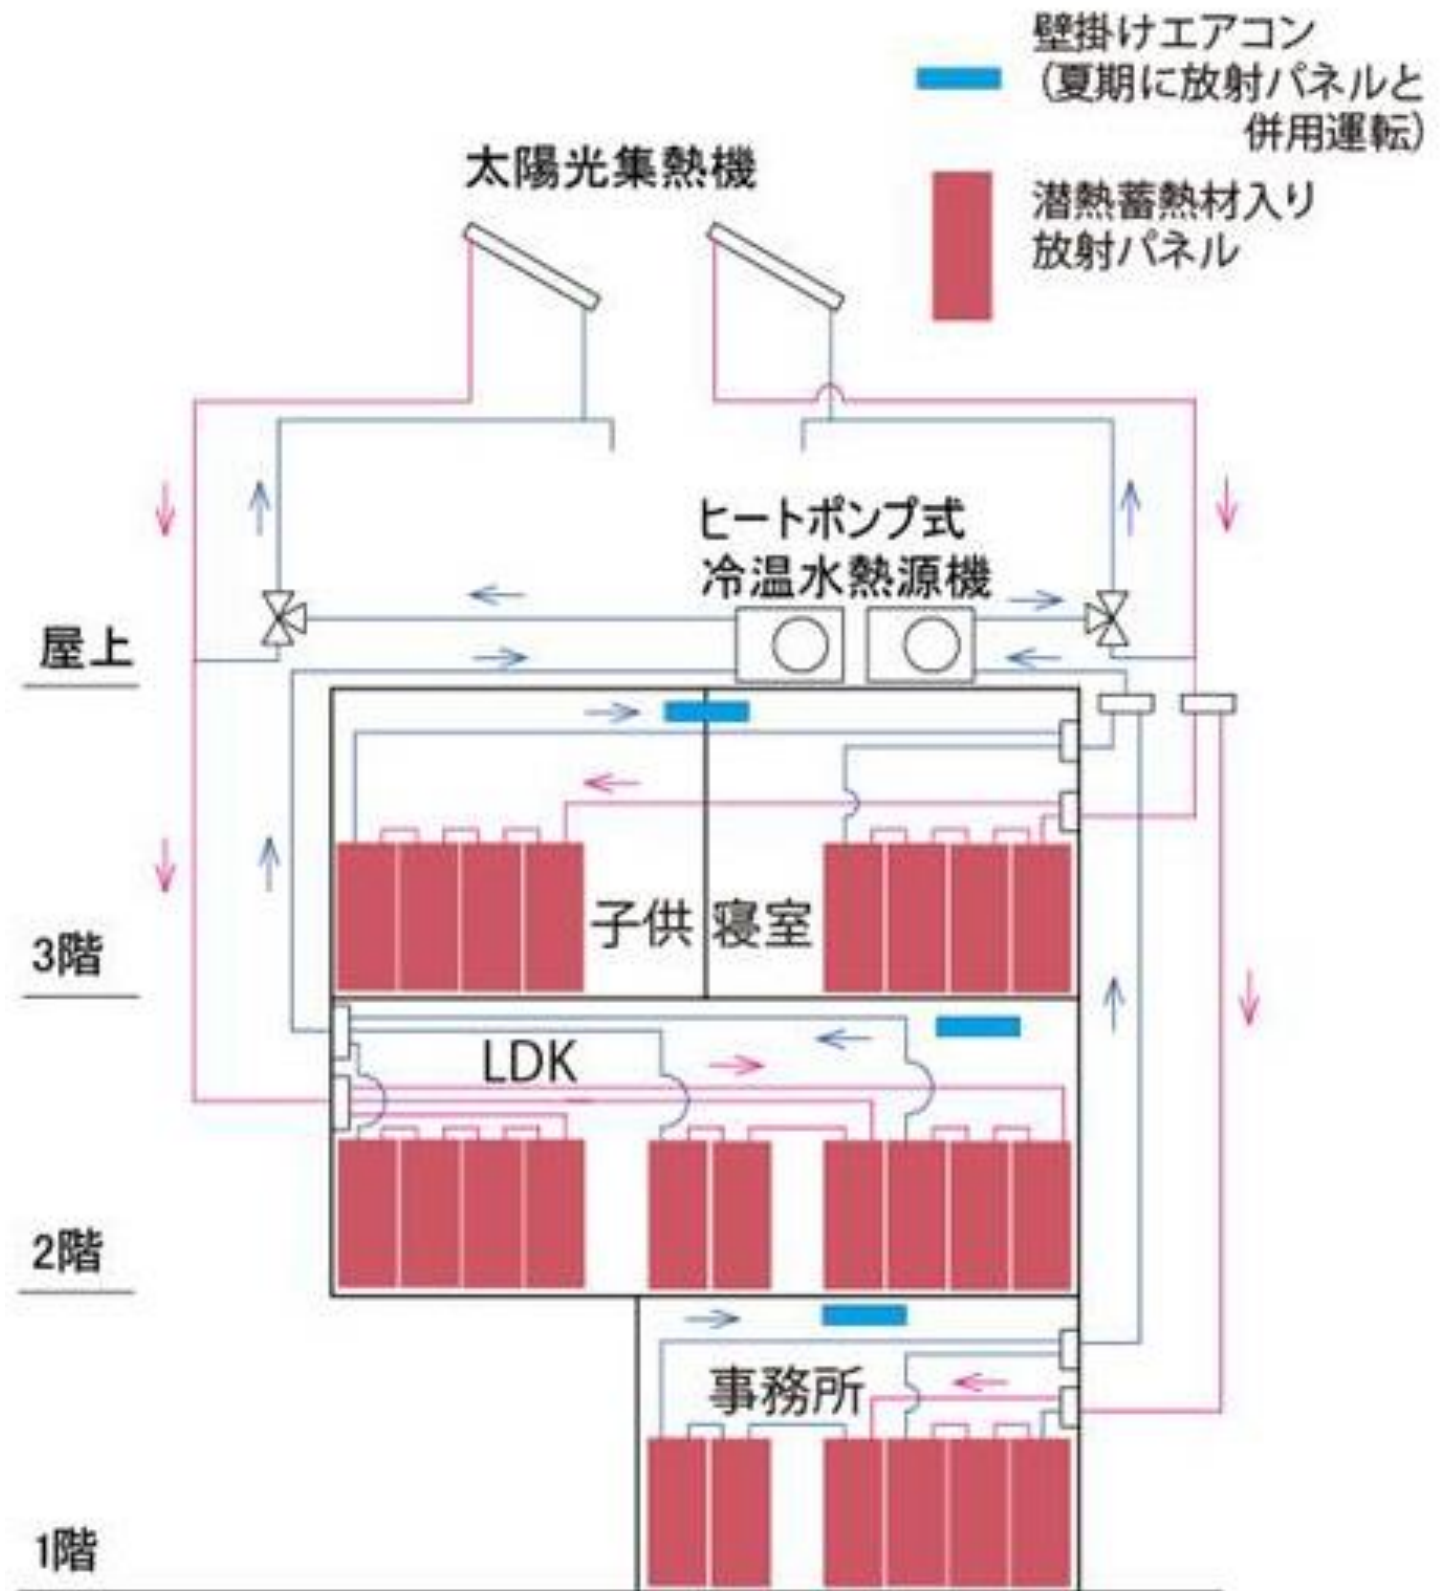 壁掛けエアコン
（夏期に放射パネルと
併用運転）
太陽光集熱機
潜熱蓄熱材入り
放射パネル
ヒートポンプ式
冷温水熱源機
屋上
子供
寝室
3階
LDK
2階
事務所
1階